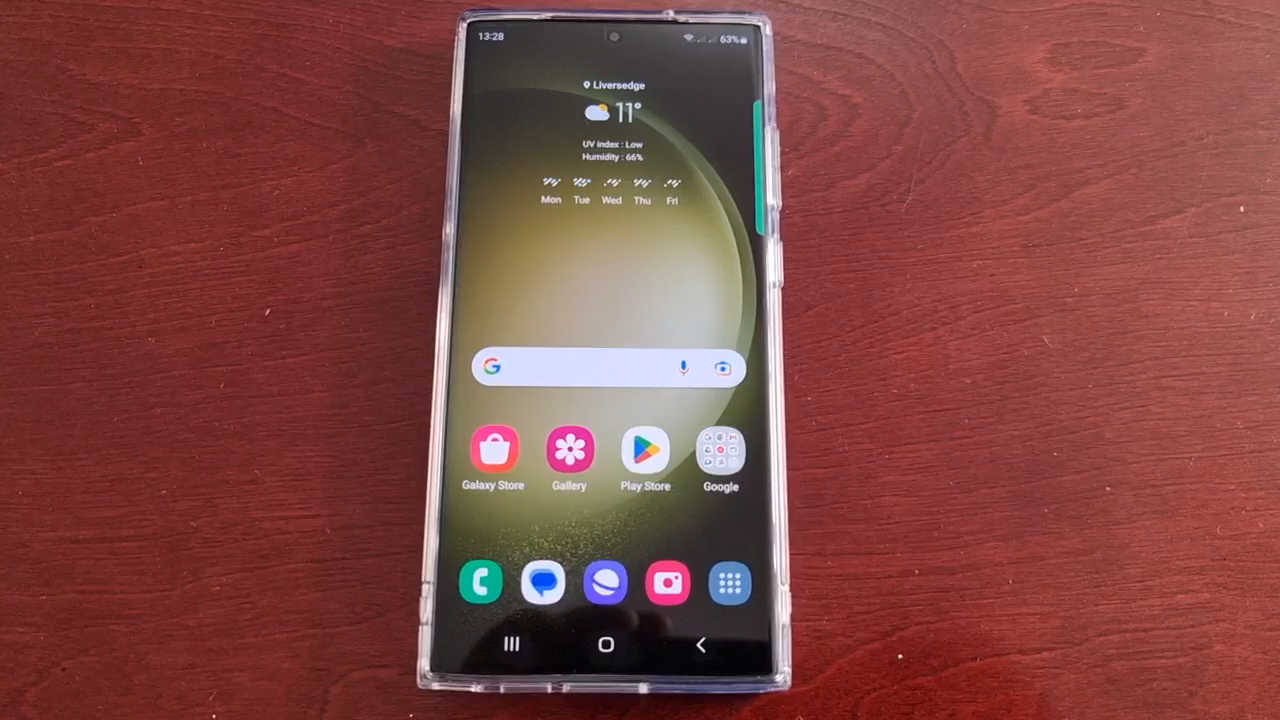 13:28
63%
Liversedge
11°
UV index : Low
Humidity : 66%
Mon Tue Wed Thu Fri
G
Galaxy Store Gallery Play Store Google